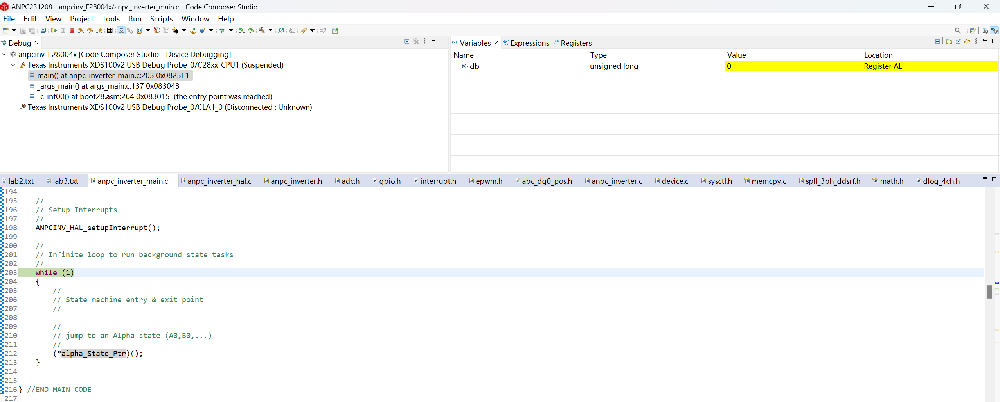 ANPC231208 - anpcinv_F28004x/anpc_inverter_main.c - Code Composer Studio
File Edit View Project Tools Run Scripts Window Help
Debug
anpcinv_F28004x [Code Composer Studio - Device Debugging]
Texas Instruments XDS100v2 USB Debug Probe_0/C28xx_CPU1 (Suspended)
main() at anpc_inverter_main.c:203 0x0825E1
_args_main() at args_main.c:137 0x083043
_c_int00() at boot28.asm:264 0x083015 (the entry point was reached)
Texas Instruments XDS100v2 USB Debug Probe_0/CLA1_0 (Disconnected : Unknown)
Variables Expressions Registers
Name Type Value Location
db unsigned long 0 Register AL
lab2.txt lab3.txt anpc_inverter_main.c anpc_inverter_hal.c anpc_inverter.h adc.h gpio.h interrupt.h epwm.h abc_dq0_pos.h anpc_inverter.c device.c sysctl.h memcpy.c spll_3ph_ddsrf.h math.h dlog_4ch.h
194
195 //
196 // Setup Interrupts
197 //
198 ANPCINV_HAL_setupInterrupt();
199
200 //
201 // Infinite loop to run background state tasks
202 //
203 while (1)
204 {
205 //
206 // State machine entry & exit point
207 //
208
209 //
210 // jump to an Alpha state (A0,B0,...)
211 //
212 (*alpha_State_Ptr)();
213 }
214
215
216 } //END MAIN CODE
217